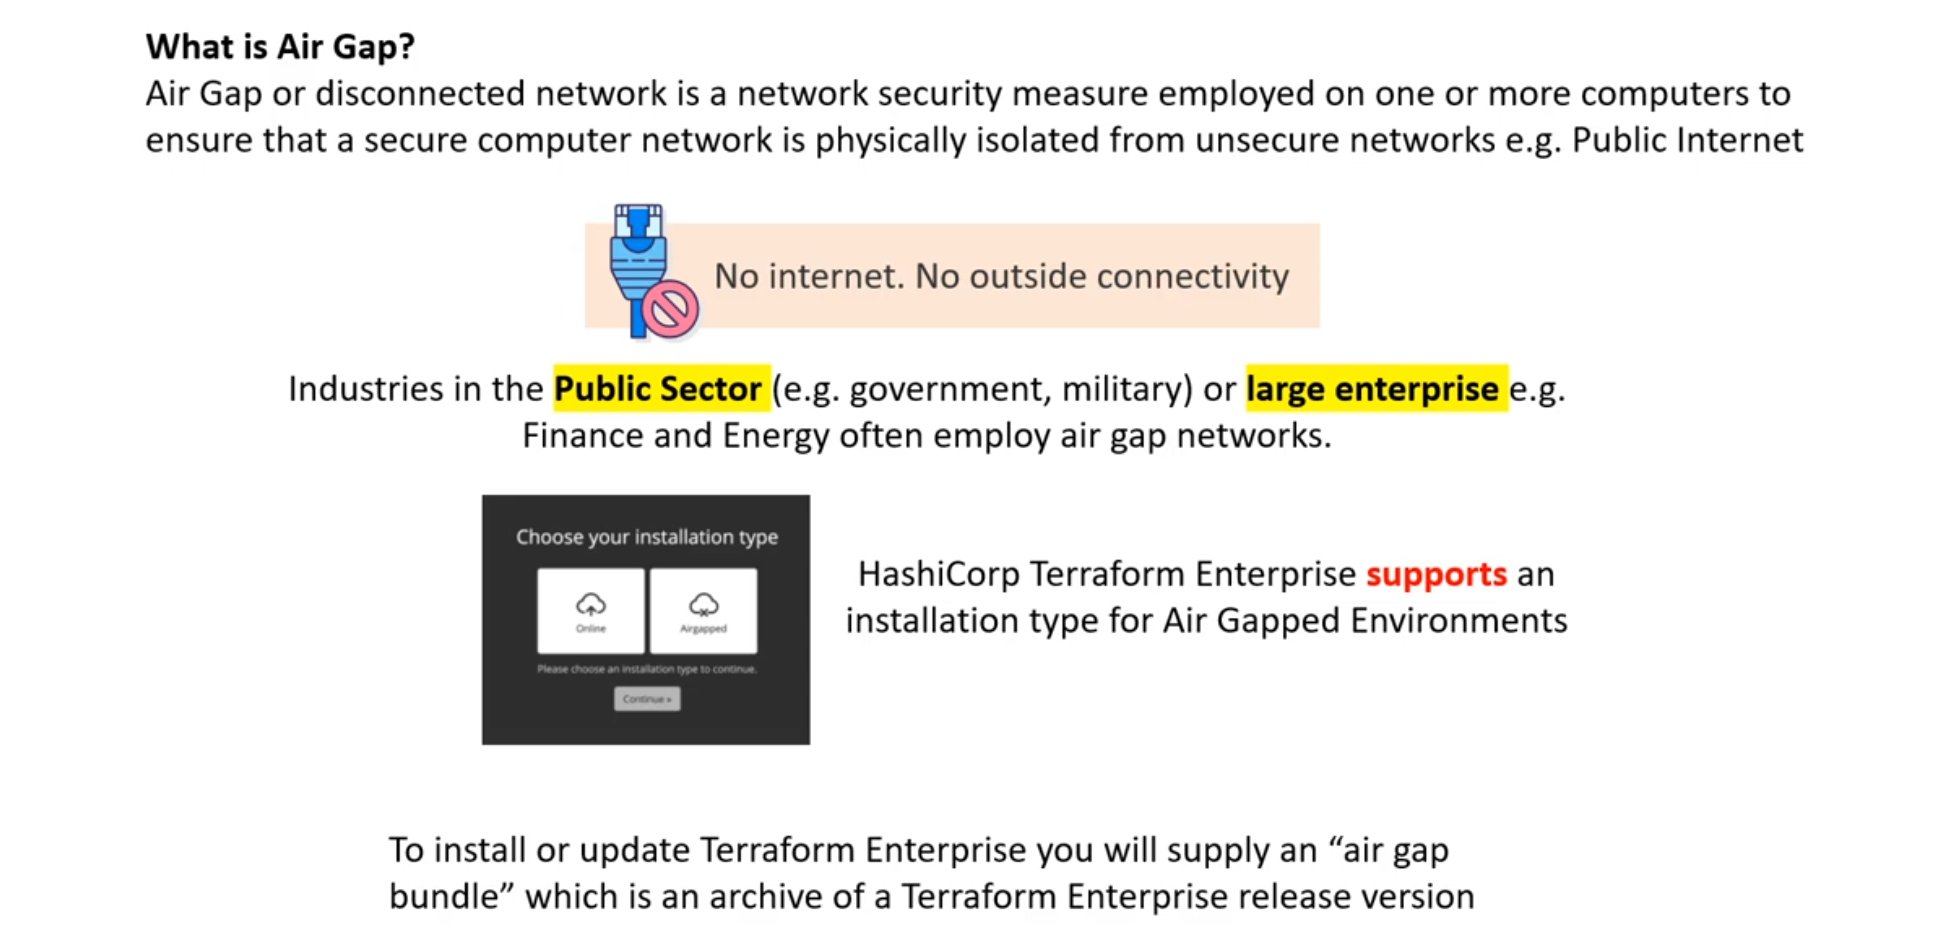 What is Air Gap?
Air Gap or disconnected network is a network security measure employed on one or more computers to
ensure that a secure computer network is physically isolated from unsecure networks e.g. Public Internet
No internet. No outside connectivity
Industries in the Public Sector (e.g. government, military) or large enterprise e.g.
Finance and Energy often employ air gap networks.
Choose your installation type
Online
Airgapped
Please choose an installation type to continue.
Continue »
HashiCorp Terraform Enterprise supports an
installation type for Air Gapped Environments
To install or update Terraform Enterprise you will supply an “air gap
bundle” which is an archive of a Terraform Enterprise release version